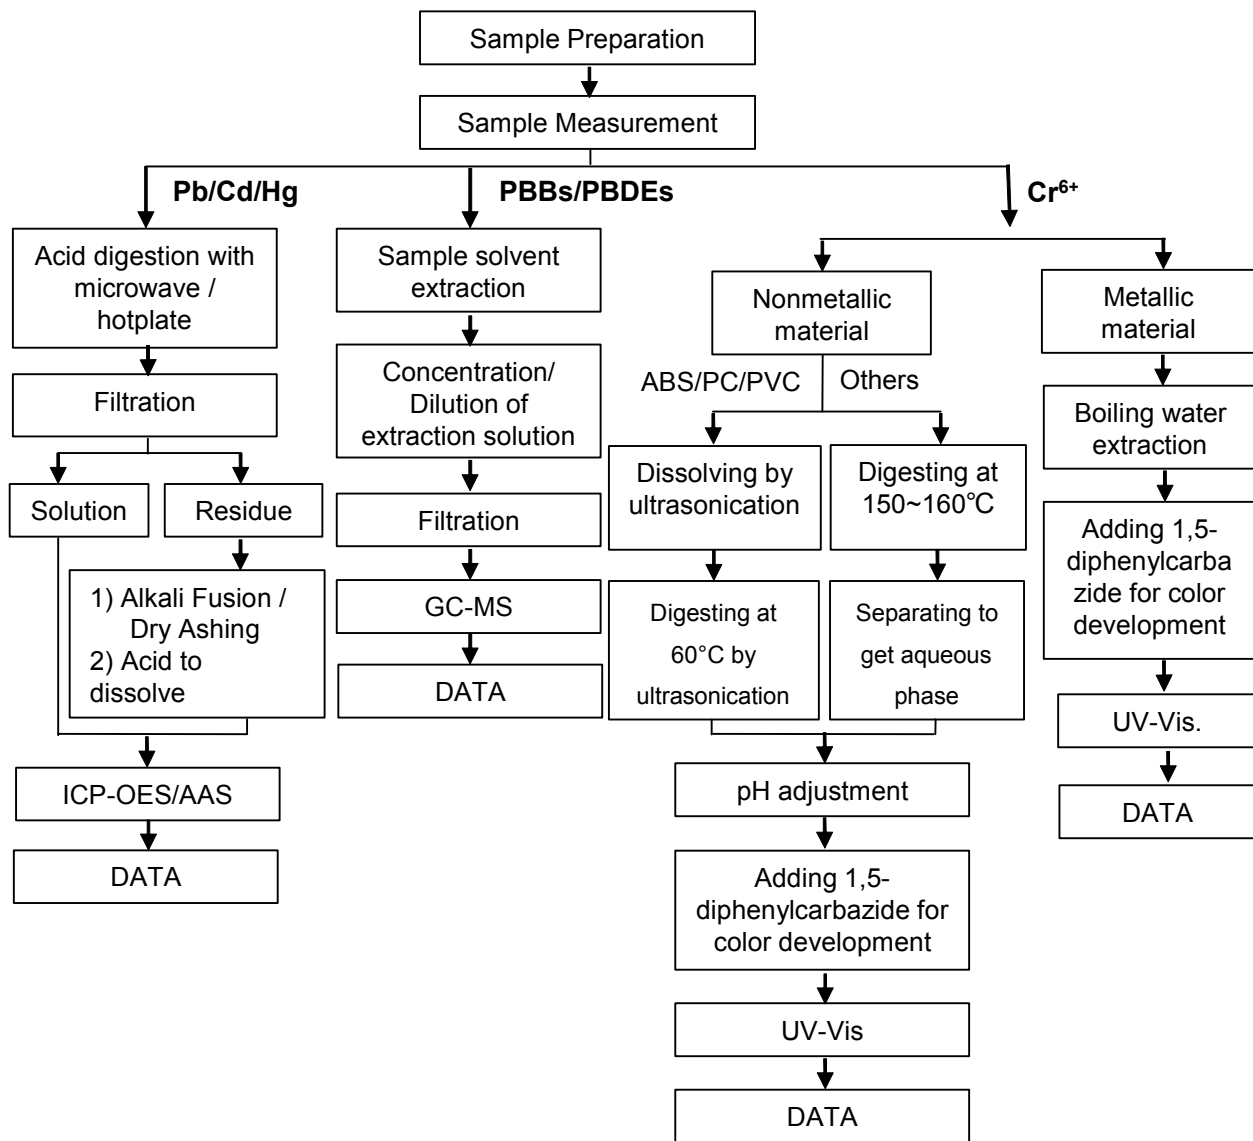 Sample Preparation
Sample Measurement
Pb/Cd/Hg
PBBs/PBDEs
Cr⁶⁺
Acid digestion with
microwave /
hotplate
Filtration
Solution
Residue
1) Alkali Fusion /
Dry Ashing
2) Acid to
dissolve
ICP-OES/AAS
DATA
Sample solvent
extraction
Concentration/
Dilution of
extraction solution
Filtration
GC-MS
DATA
Nonmetallic
material
ABS/PC/PVC
Others
Dissolving by
ultrasonication
Digesting at
60°C by
ultrasonication
Digesting at
150~160℃
Separating to
get aqueous
phase
pH adjustment
Adding 1,5-
diphenylcarbazide for
color development
UV-Vis
DATA
Metallic
material
Boiling water
extraction
Adding 1,5-
diphenylcarba
zide for color
development
UV-Vis.
DATA